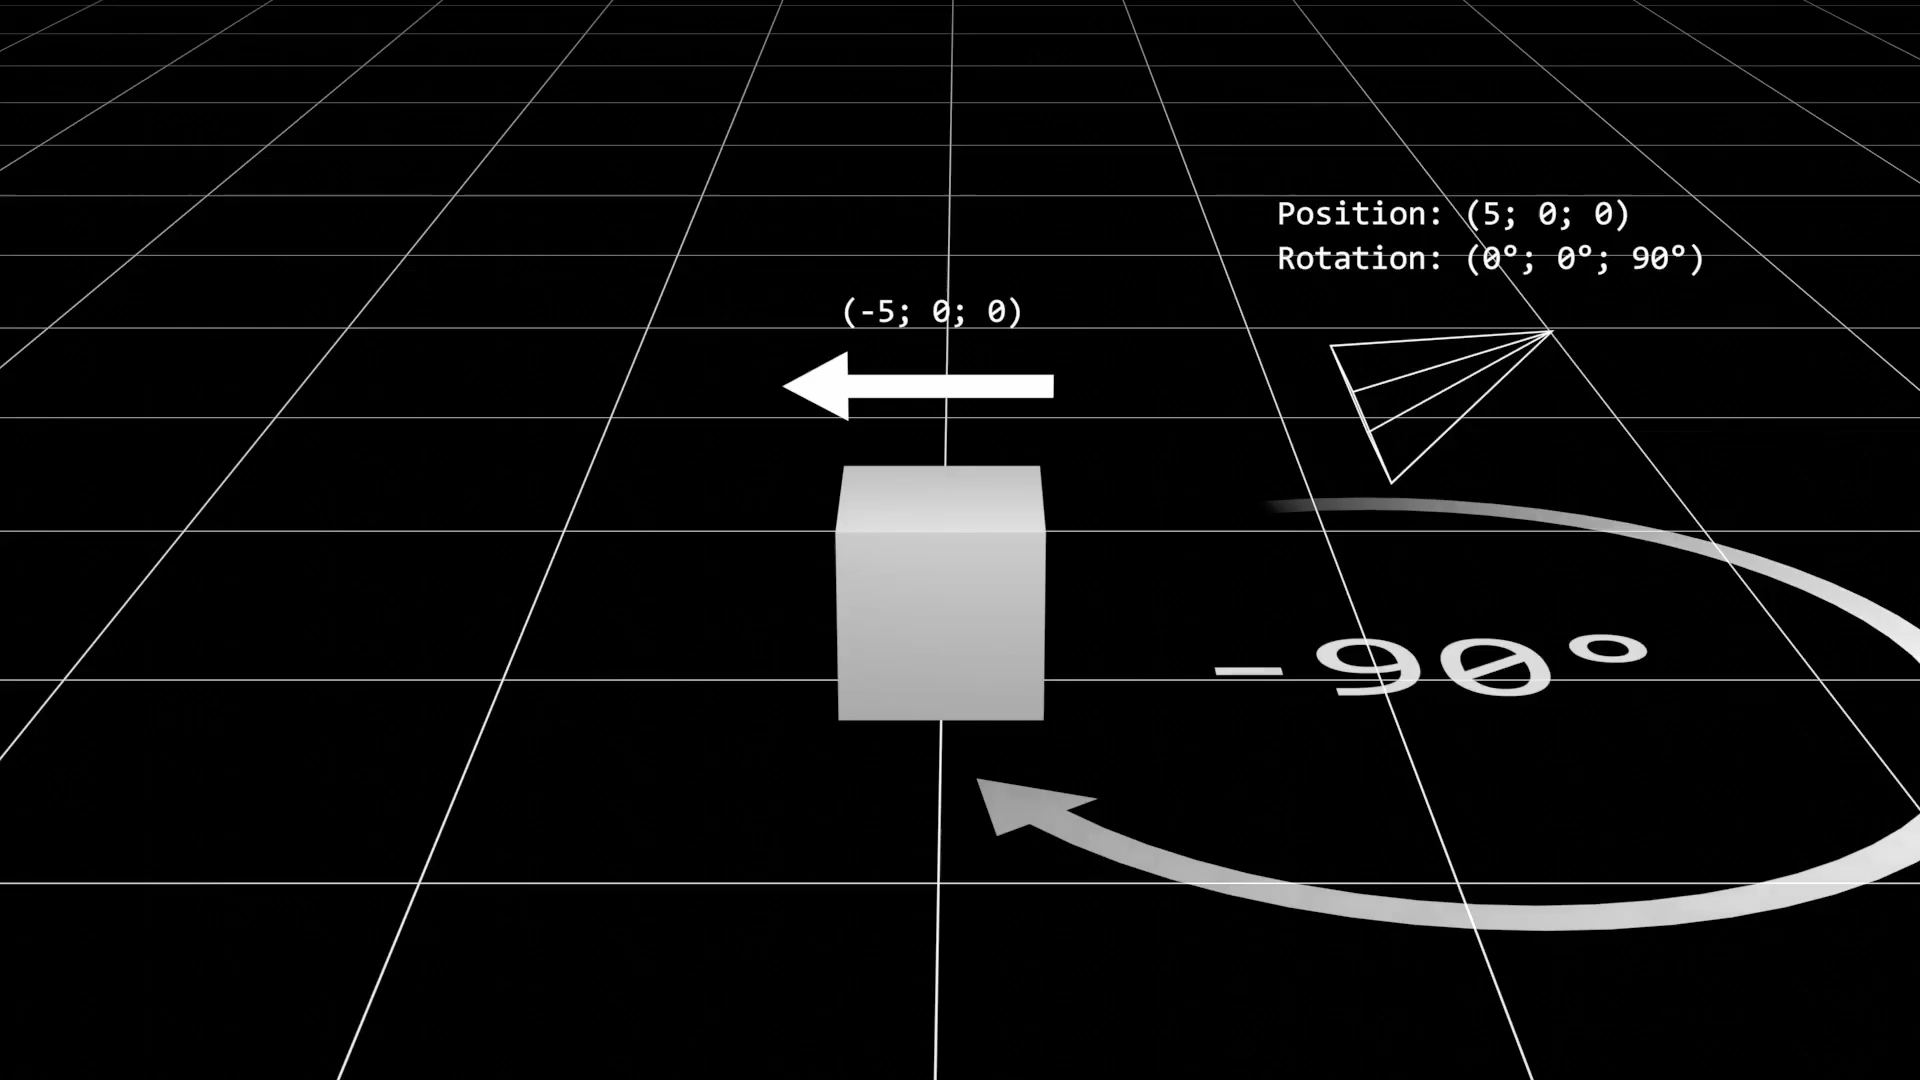 Position: (5; 0; 0)
Rotation: (0°; 0°; 90°)
(-5; 0; 0)
-90°